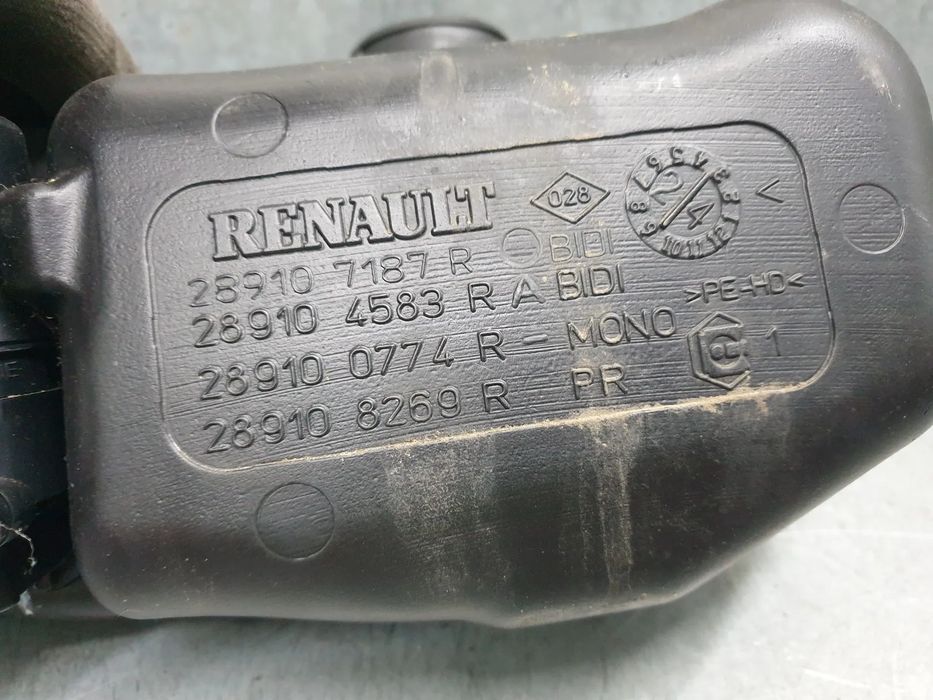 RENAULT
028
28910 7187 R BIDI
28910 4583 R A BIDI
28910 0774 R - MONO
28910 8269 R PR
>PE-HD<
1